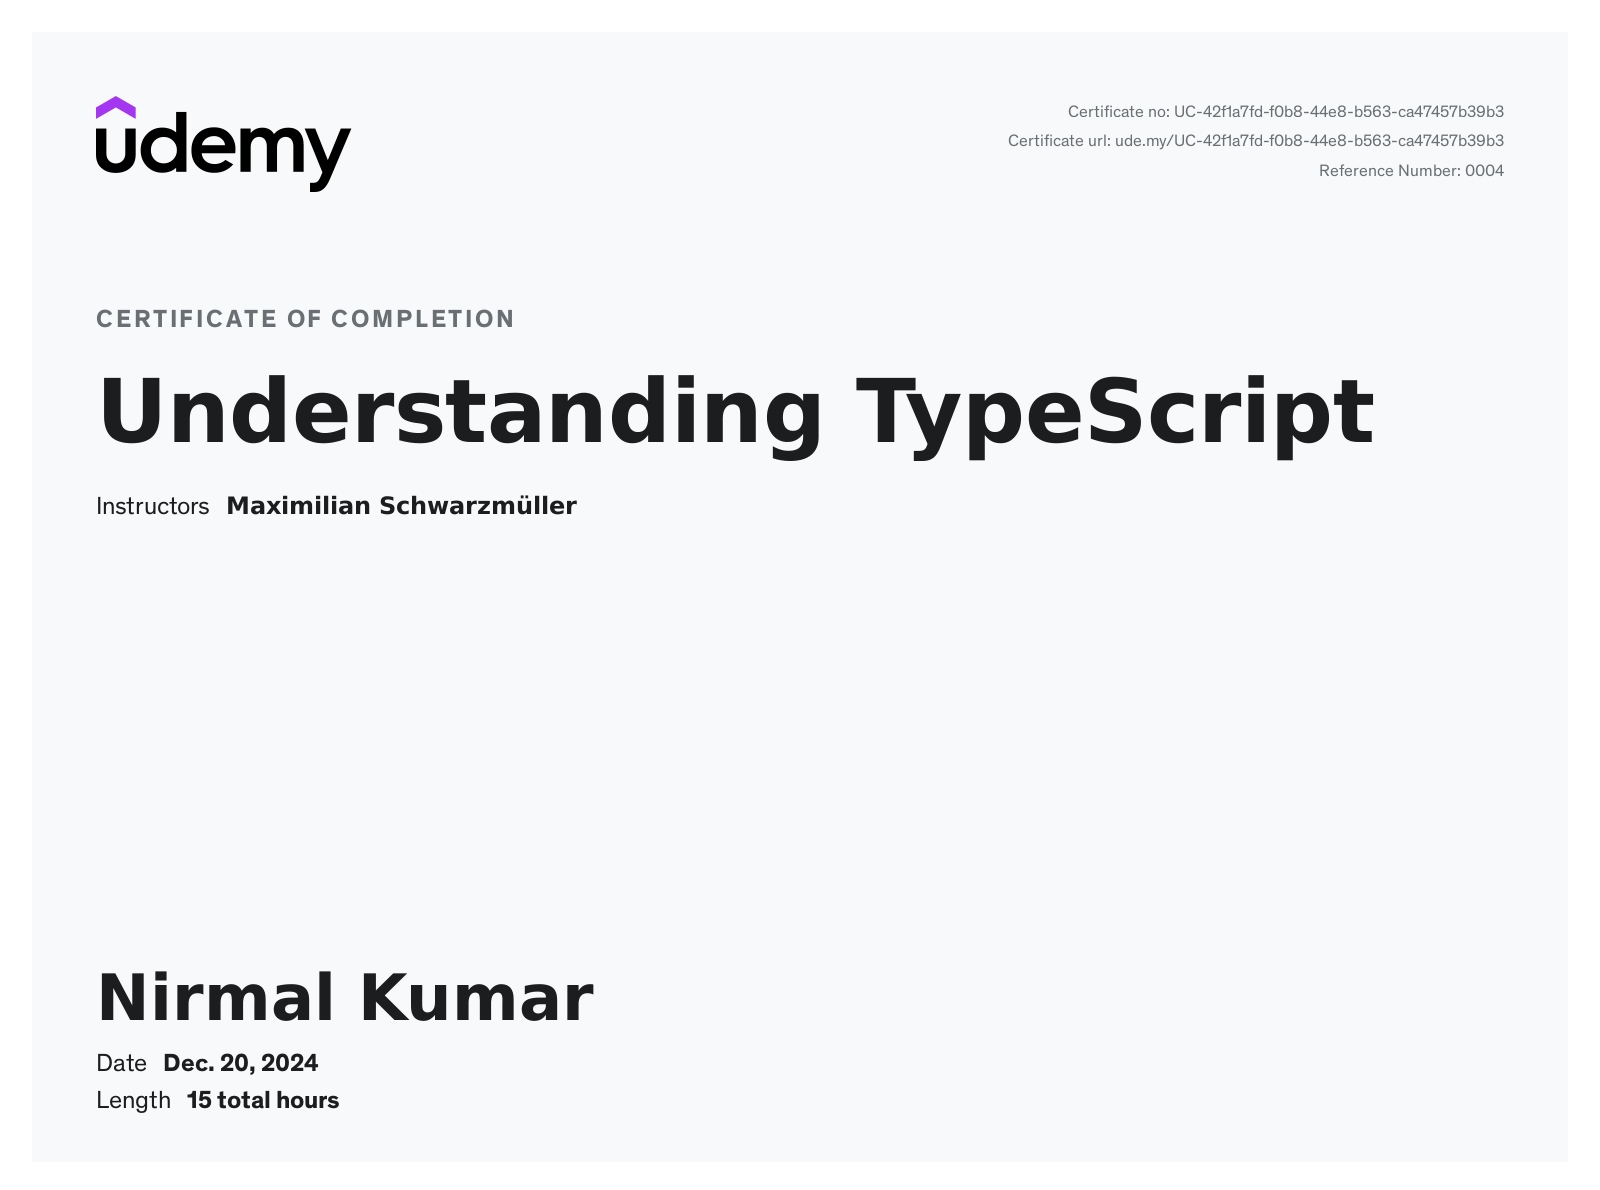 udemy
Certificate no: UC-42f1a7fd-f0b8-44e8-b563-ca47457b39b3
Certificate url: ude.my/UC-42f1a7fd-f0b8-44e8-b563-ca47457b39b3
Reference Number: 0004
CERTIFICATE OF COMPLETION
Understanding TypeScript
Instructors Maximilian Schwarzmüller
Nirmal Kumar
Date Dec. 20, 2024
Length 15 total hours